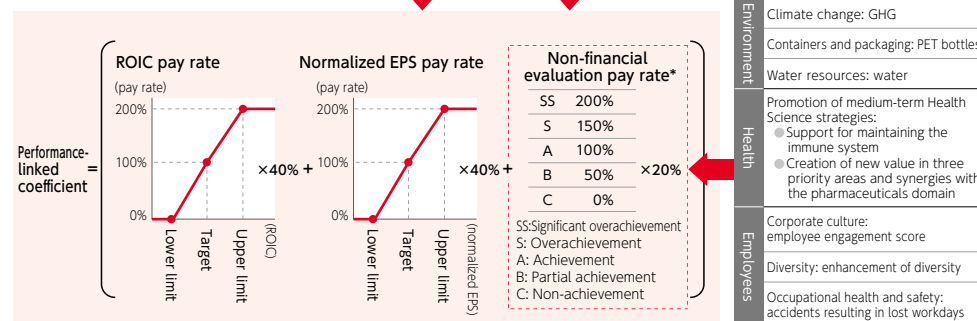 Performance-
linked
coefficient
=
ROIC pay rate
(pay rate)
200%
100%
0%
Lower limit
Target
Upper limit
(ROIC)
×40% +
Normalized EPS pay rate
(pay rate)
200%
100%
0%
Lower limit
Target
Upper limit
(normalized EPS)
×40% +
Non-financial
evaluation pay rate*
SS 200%
S 150%
A 100%
B 50%
C 0%
×20%
SS:Significant overachievement
S: Overachievement
A: Achievement
B: Partial achievement
C: Non-achievement
Environment
Climate change: GHG
Containers and packaging: PET bottles
Water resources: water
Health
Promotion of medium-term Health
Science strategies:
●Support for maintaining the
immune system
●Creation of new value in three
priority areas and synergies with
the pharmaceuticals domain
Employees
Corporate culture:
employee engagement score
Diversity: enhancement of diversity
Occupational health and safety:
accidents resulting in lost workdays